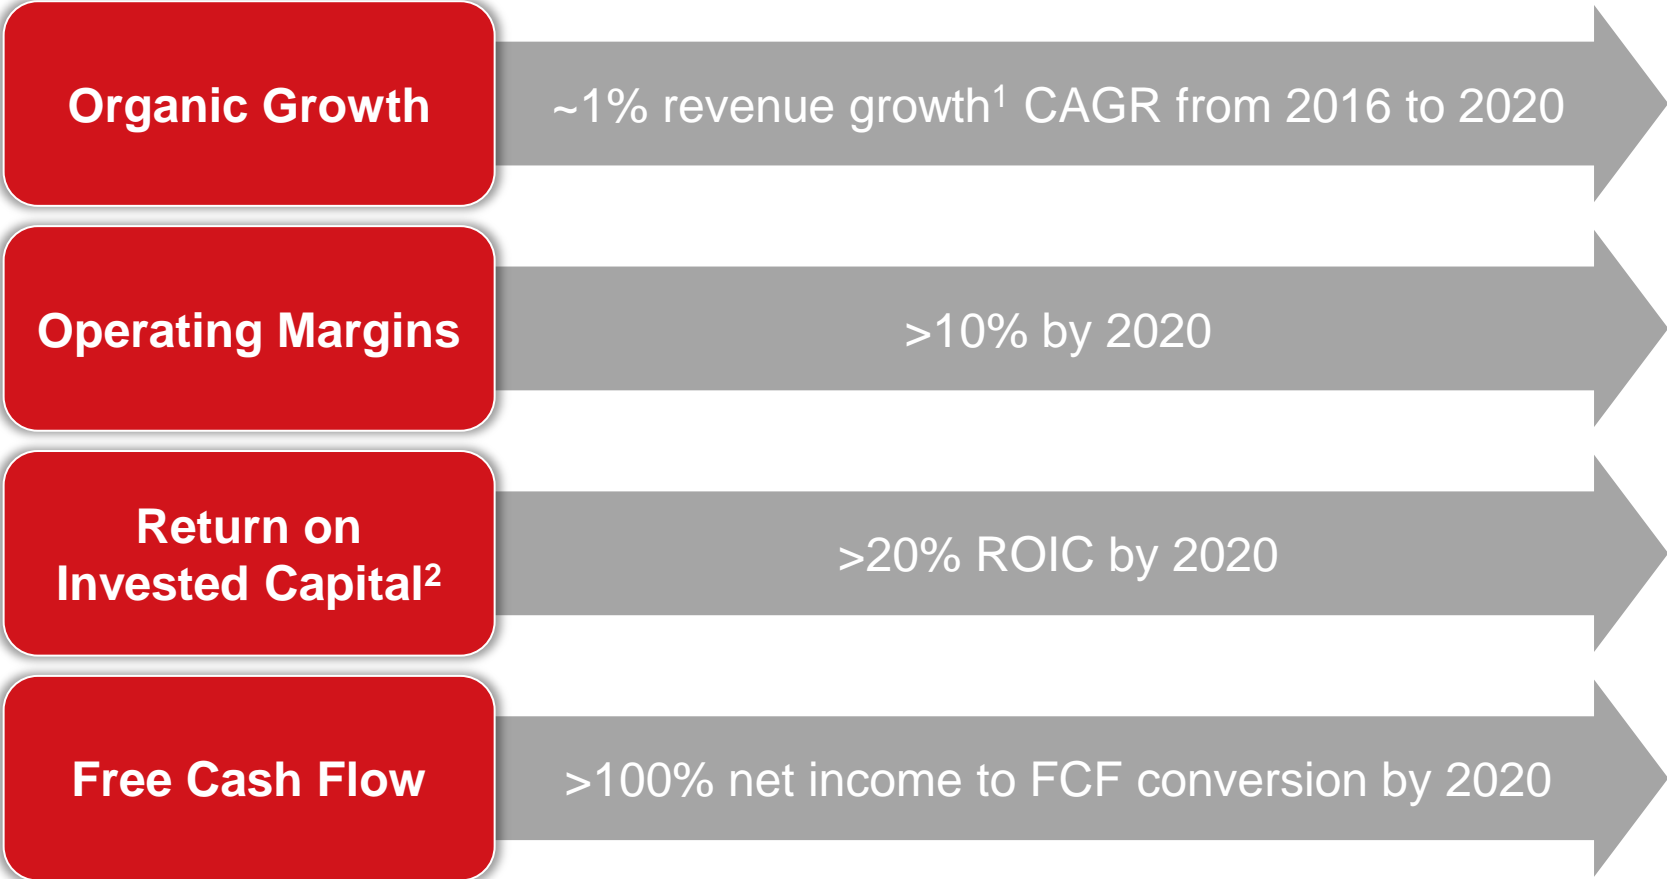 Organic Growth
~1% revenue growth¹ CAGR from 2016 to 2020
Operating Margins
>10% by 2020
Return on
Invested Capital²
>20% ROIC by 2020
Free Cash Flow
>100% net income to FCF conversion by 2020